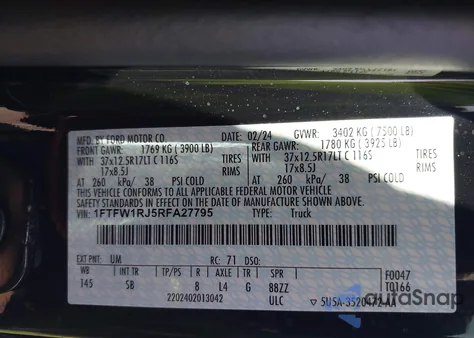 MFD. BY FORD MOTOR CO.
DATE: 02/24 GVWR: 3402 KG ( 7500 LB)
FRONT GAWR: 1769 KG ( 3900 LB) REAR GAWR: 1780 KG ( 3925 LB)
WITH 37x12.5R17LT C 116S TIRES WITH 37x12.5R17LT C 116S TIRES
17x8.5J RIMS 17x8.5J RIMS
AT 260 kPa/ 38 PSI COLD AT 260 kPa/ 38 PSI COLD
THIS VEHICLE CONFORMS TO ALL APPLICABLE FEDERAL MOTOR VEHICLE
SAFETY STANDARDS IN EFFECT ON THE DATE OF MANUFACTURE SHOWN ABOVE.
VIN: 1FTFW1RJ5RFA27795 TYPE: Truck
EXT PNT: UM RC: 71 DSO: F0047
WB INT TR TP/PS R AXLE TR SPR T0166
145 SB 8 L4 G BBZZ
2202402013042 ULC 5USA-3520472-AA
autoSnap